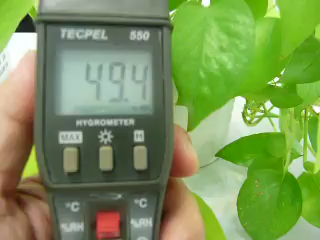 TECPEL 550
49.4
HYGROMETER
MAX H
°C °C
%RH %RH